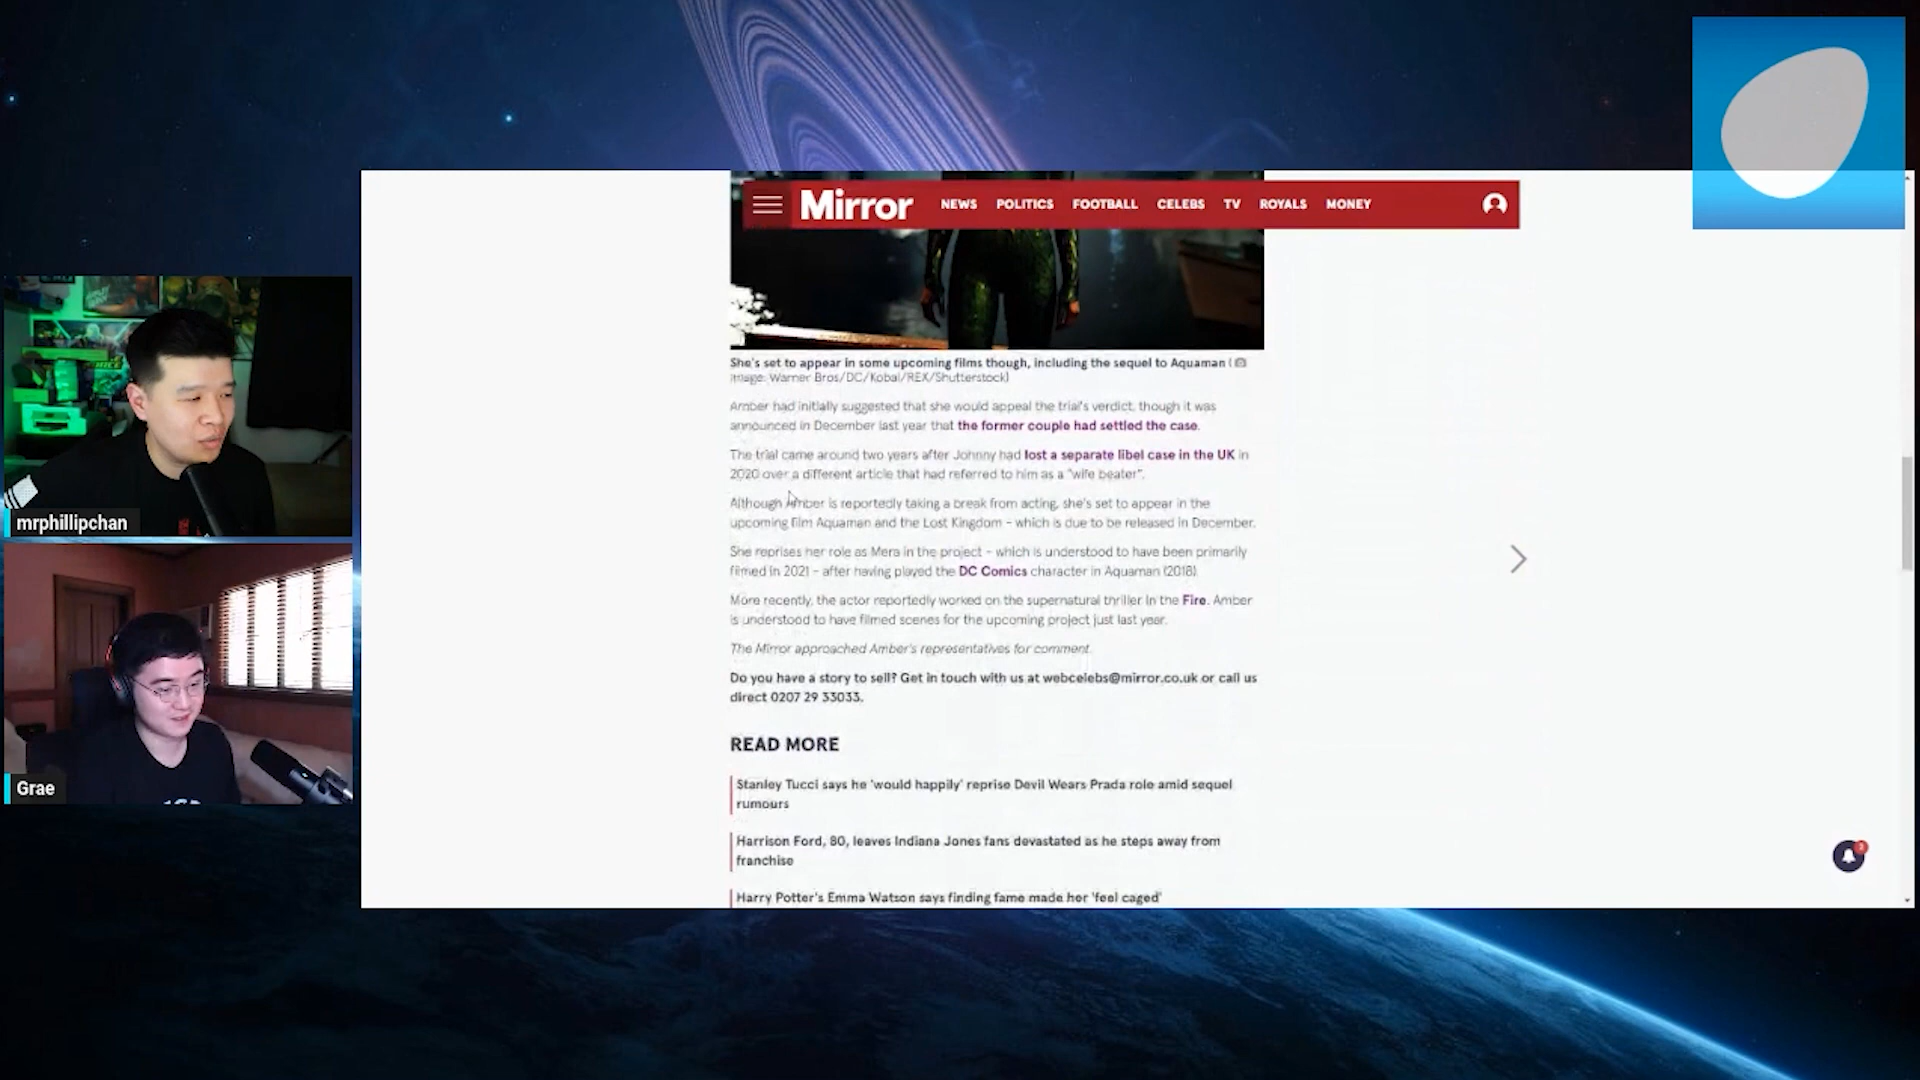 Mirror
NEWS POLITICS FOOTBALL CELEBS TV ROYALS MONEY
She's set to appear in some upcoming films though, including the sequel to Aquaman (
Image: Warner Bros/DC/Kobal/REX/Shutterstock)
Amber had initially suggested that she would appeal the trial's verdict, though it was
announced in December last year that the former couple had settled the case.
The trial came around two years after Johnny had lost a separate libel case in the UK in
2020 over a different article that had referred to him as a "wife beater".
Although Amber is reportedly taking a break from acting, she's set to appear in the
upcoming film Aquaman and the Lost Kingdom - which is due to be released in December.
She reprises her role as Mera in the project - which is understood to have been primarily
filmed in 2021 - after having played the DC Comics character in Aquaman (2018).
More recently, the actor reportedly worked on the supernatural thriller In the Fire. Amber
is understood to have filmed scenes for the upcoming project just last year.
The Mirror approached Amber's representatives for comment.
Do you have a story to sell? Get in touch with us at webcelebs@mirror.co.uk or call us
direct 0207 29 33033.
READ MORE
Stanley Tucci says he 'would happily' reprise Devil Wears Prada role amid sequel
rumours
Harrison Ford, 80, leaves Indiana Jones fans devastated as he steps away from
franchise
Harry Potter's Emma Watson says finding fame made her 'feel caged'
mrphillipchan
Grae